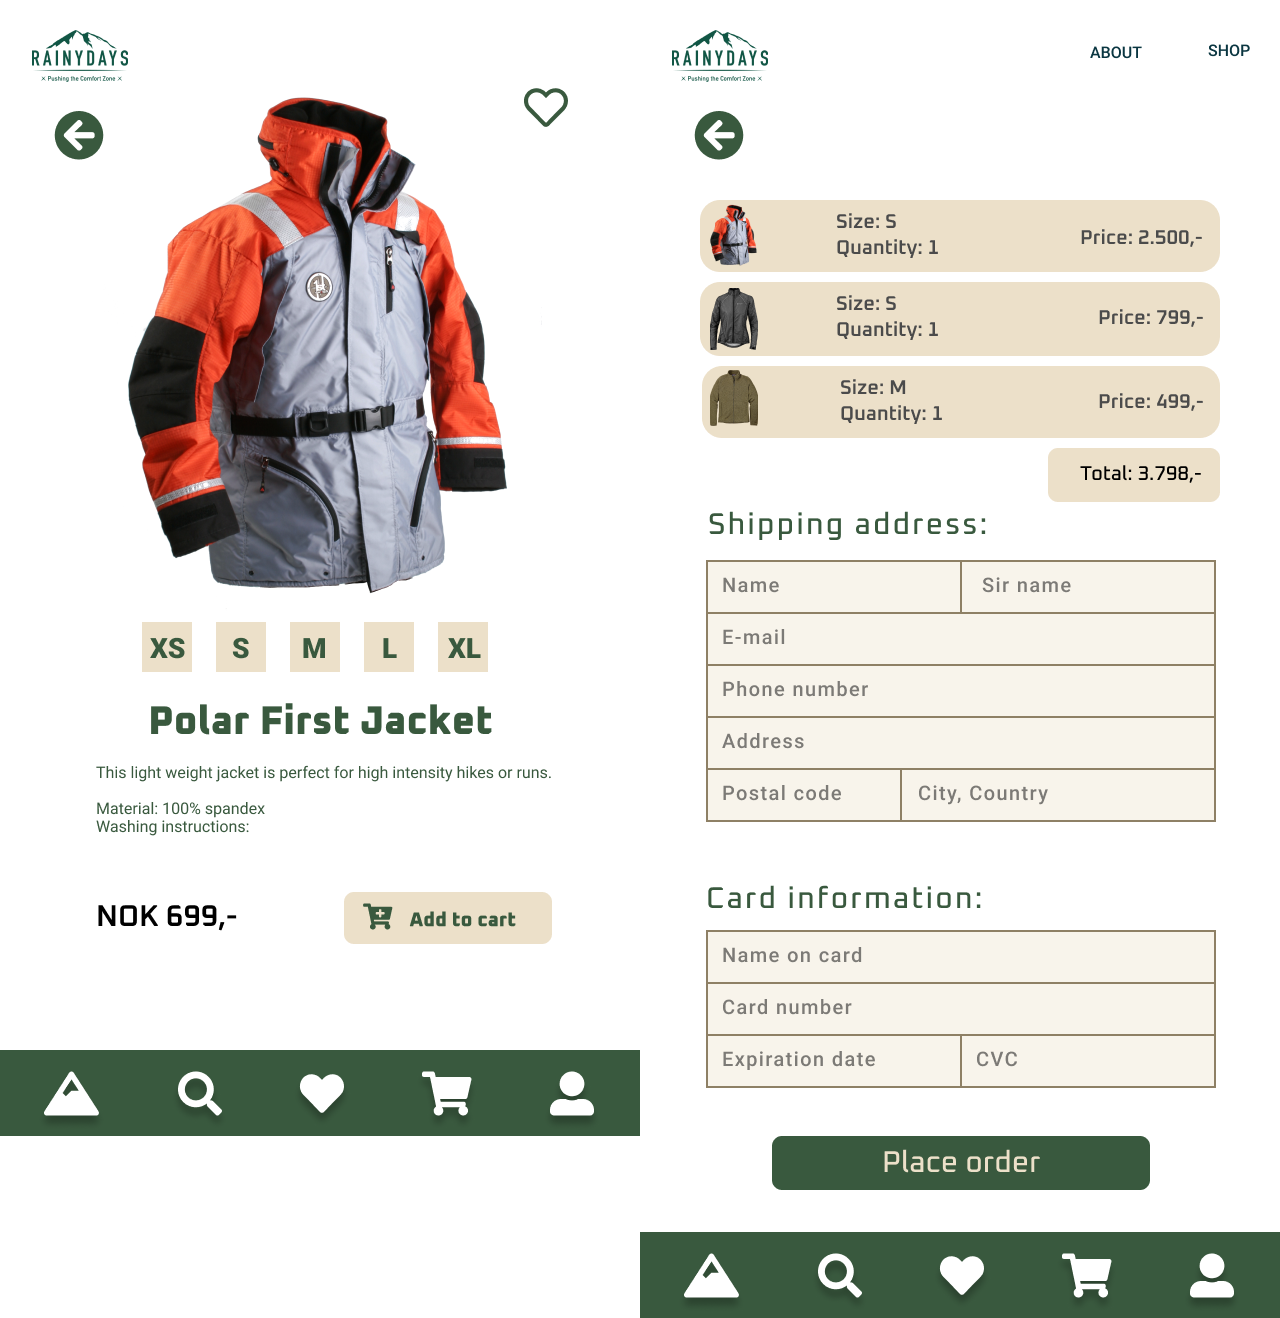 RAINYDAYS
× Pushing the Comfort Zone ×
XS S M L XL
Polar First Jacket
This light weight jacket is perfect for high intensity hikes or runs.
Material: 100% spandex
Washing instructions:
NOK 699,-
Add to cart
RAINYDAYS
× Pushing the Comfort Zone ×
ABOUT
SHOP
Size: S
Quantity: 1
Price: 2.500,-
Size: S
Quantity: 1
Price: 799,-
Size: M
Quantity: 1
Price: 499,-
Total: 3.798,-
Shipping address:
Name
Sir name
E-mail
Phone number
Address
Postal code
City, Country
Card information:
Name on card
Card number
Expiration date
CVC
Place order